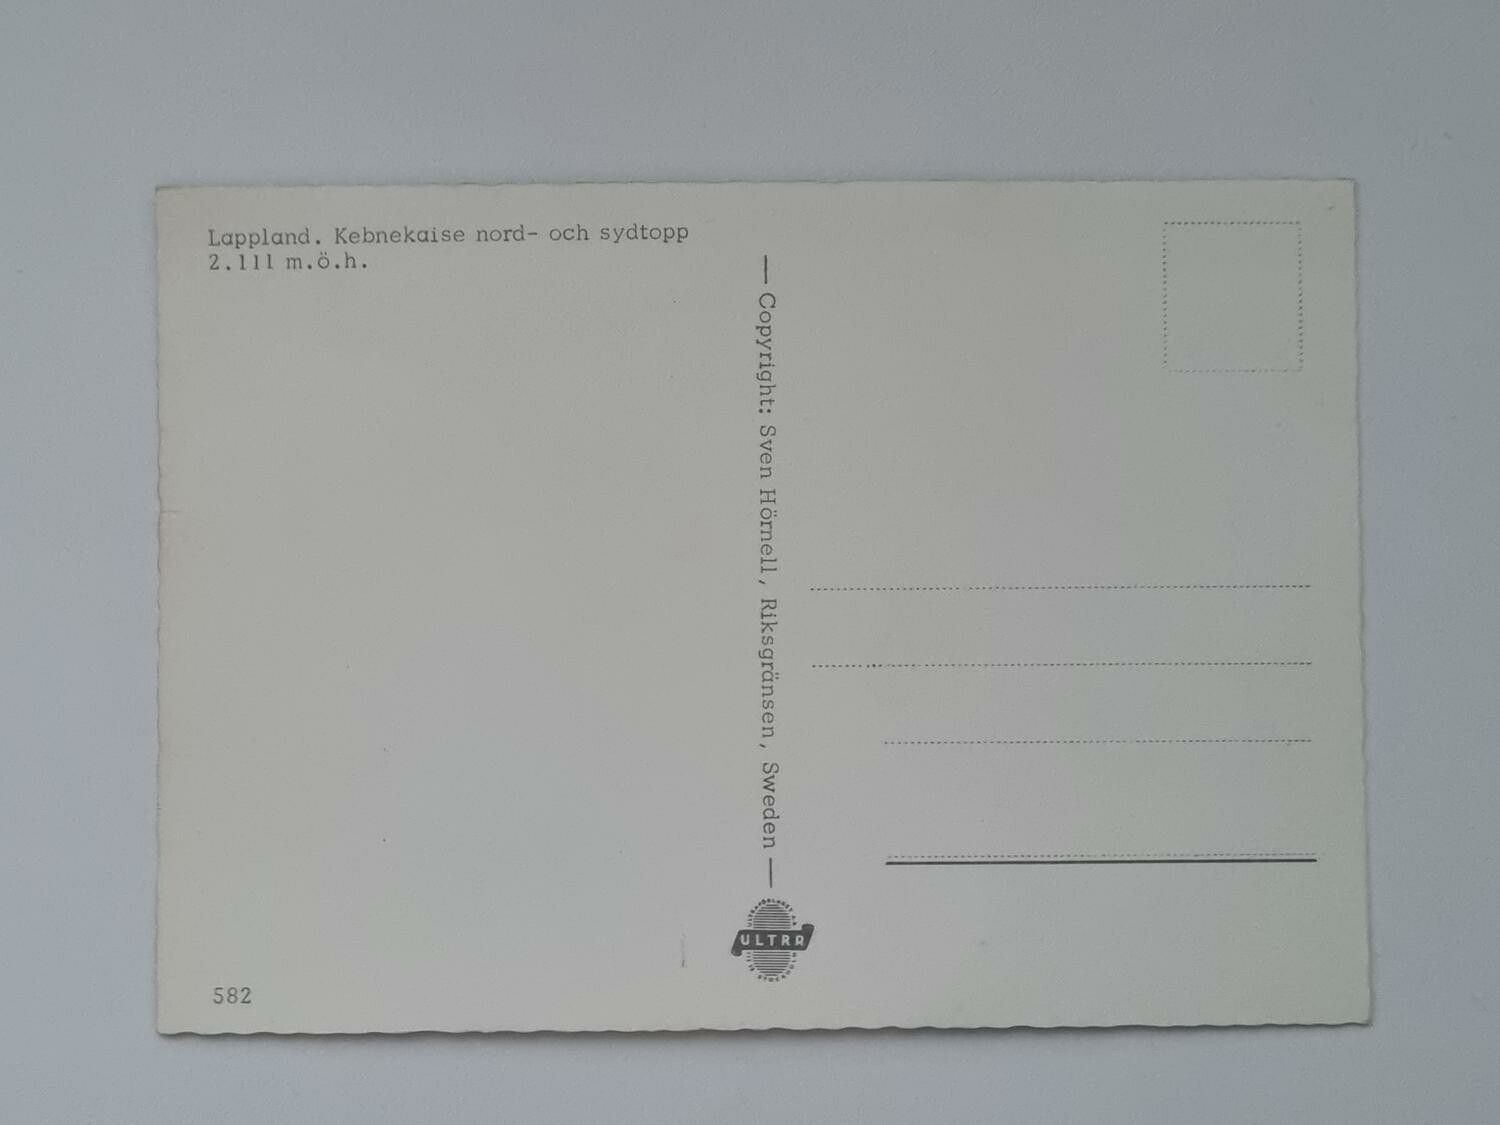 Lappland. Kebnekaise nord- och sydtopp
2.111 m.ö.h.
— Copyright: Sven Hörnell, Riksgränsen, Sweden —
ULTRA
582